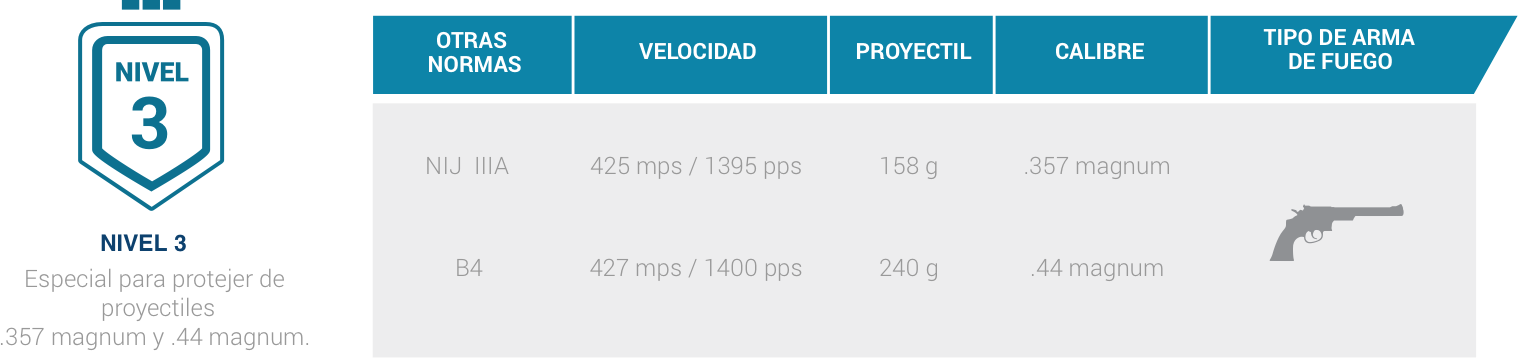 NIVEL
3
NIVEL 3
Especial para protejer de
proyectiles
.357 magnum y .44 magnum.
OTRAS
NORMAS
VELOCIDAD
PROYECTIL
CALIBRE
TIPO DE ARMA
DE FUEGO
NIJ IIIA
425 mps / 1395 pps
158 g
.357 magnum
B4
427 mps / 1400 pps
240 g
.44 magnum